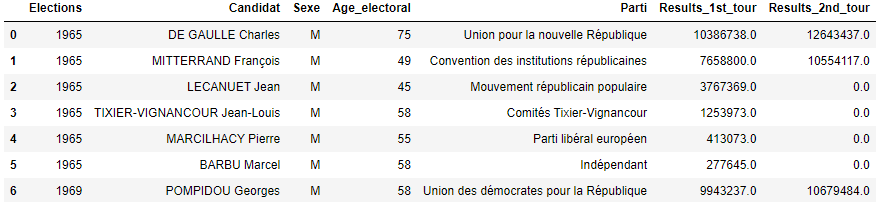 Elections Candidat Sexe Age_electoral Parti Results_1st_tour Results_2nd_tour
0 1965 DE GAULLE Charles M 75 Union pour la nouvelle République 10386738.0 12643437.0
1 1965 MITTERRAND François M 49 Convention des institutions républicaines 7658800.0 10554117.0
2 1965 LECANUET Jean M 45 Mouvement républicain populaire 3767369.0 0.0
3 1965 TIXIER-VIGNANCOUR Jean-Louis M 58 Comités Tixier-Vignancour 1253973.0 0.0
4 1965 MARCILHACY Pierre M 55 Parti libéral européen 413073.0 0.0
5 1965 BARBU Marcel M 58 Indépendant 277645.0 0.0
6 1969 POMPIDOU Georges M 58 Union des démocrates pour la République 9943237.0 10679484.0